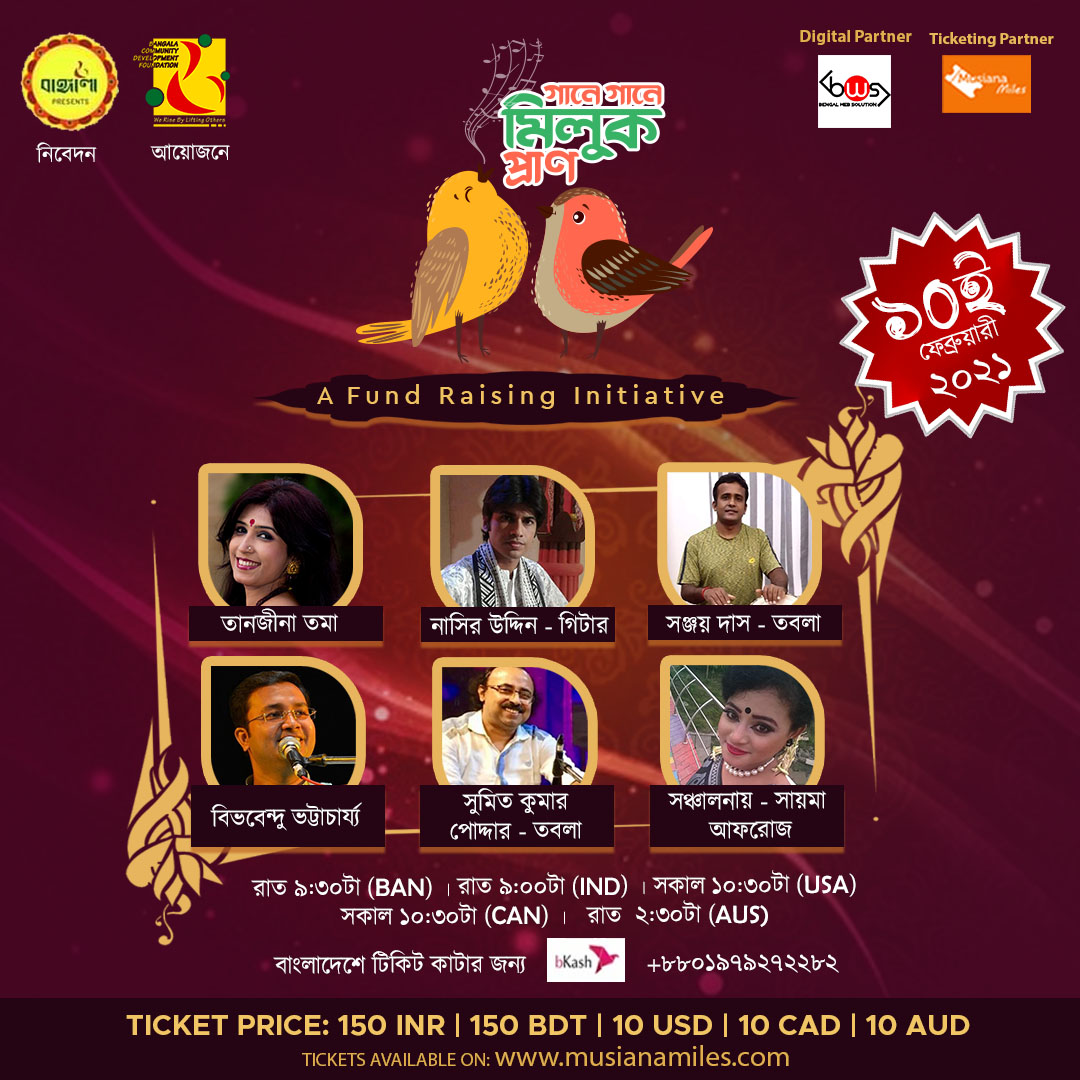 বাঙ্গালা
PRESENTS
নিবেদন
BANGALA
COMMUNITY
DEVELOPMENT
FOUNDATION
We Rise By Lifting Others
আয়োজনে
Digital Partner
bws
BENGAL WEB SOLUTION
Ticketing Partner
Musiana
Miles
গানে গানে
মিলুক
প্রাণ
১০ই
ফেব্রুয়ারী
২০২১
A Fund Raising Initiative
তানজীনা তমা
নাসির উদ্দিন - গিটার
সঞ্জয় দাস - তবলা
বিভবেন্দু ভট্টাচার্য্য
সুমিত কুমার
পোদ্দার - তবলা
সঞ্চালনায় - সায়মা
আফরোজ
রাত ৯:৩০টা (BAN) । রাত ৯:০০টা (IND) । সকাল ১০:৩০টা (USA)
সকাল ১০:৩০টা (CAN) । রাত ২:৩০টা (AUS)
বাংলাদেশে টিকিট কাটার জন্য bKash +৮৮০১৯৭৯২৭২২৮২
TICKET PRICE: 150 INR | 150 BDT | 10 USD | 10 CAD | 10 AUD
TICKETS AVAILABLE ON: www.musianamiles.com